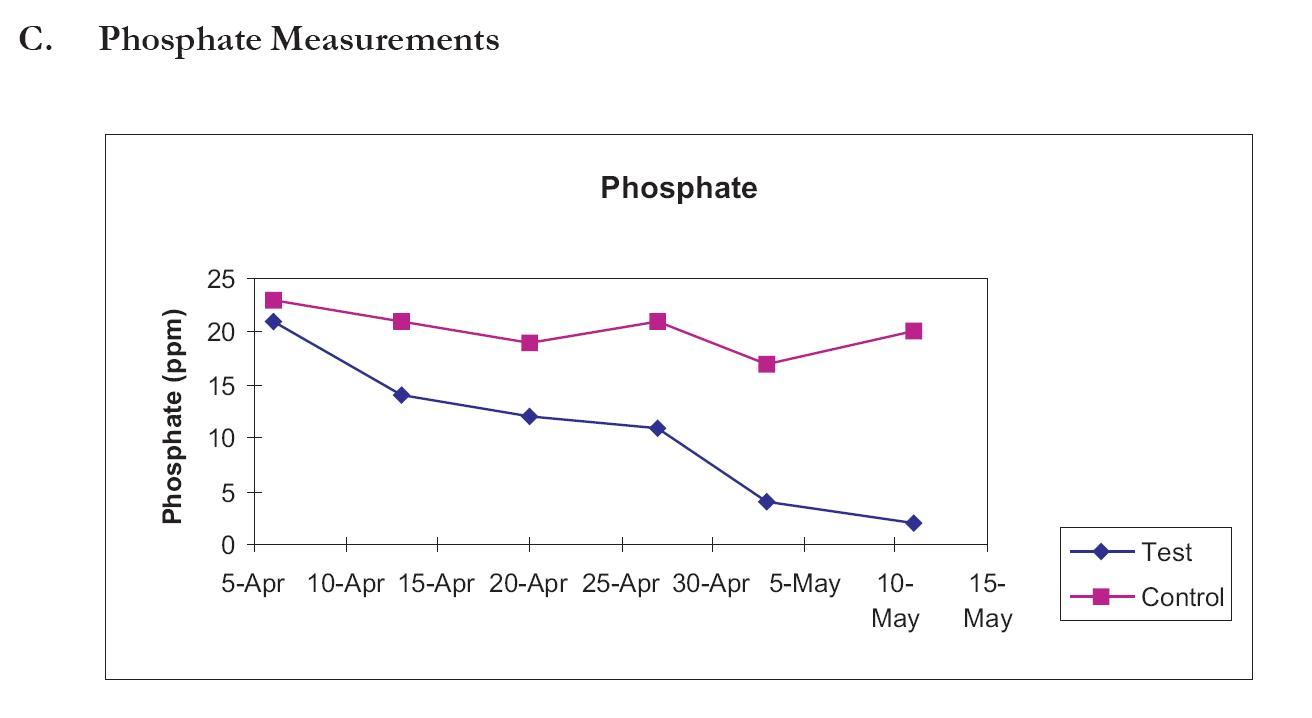 C. Phosphate Measurements
Phosphate
Phosphate (ppm)
25
20
15
10
5
0
5-Apr 10-Apr 15-Apr 20-Apr 25-Apr 30-Apr 5-May 10- 15-
May May
Test
Control